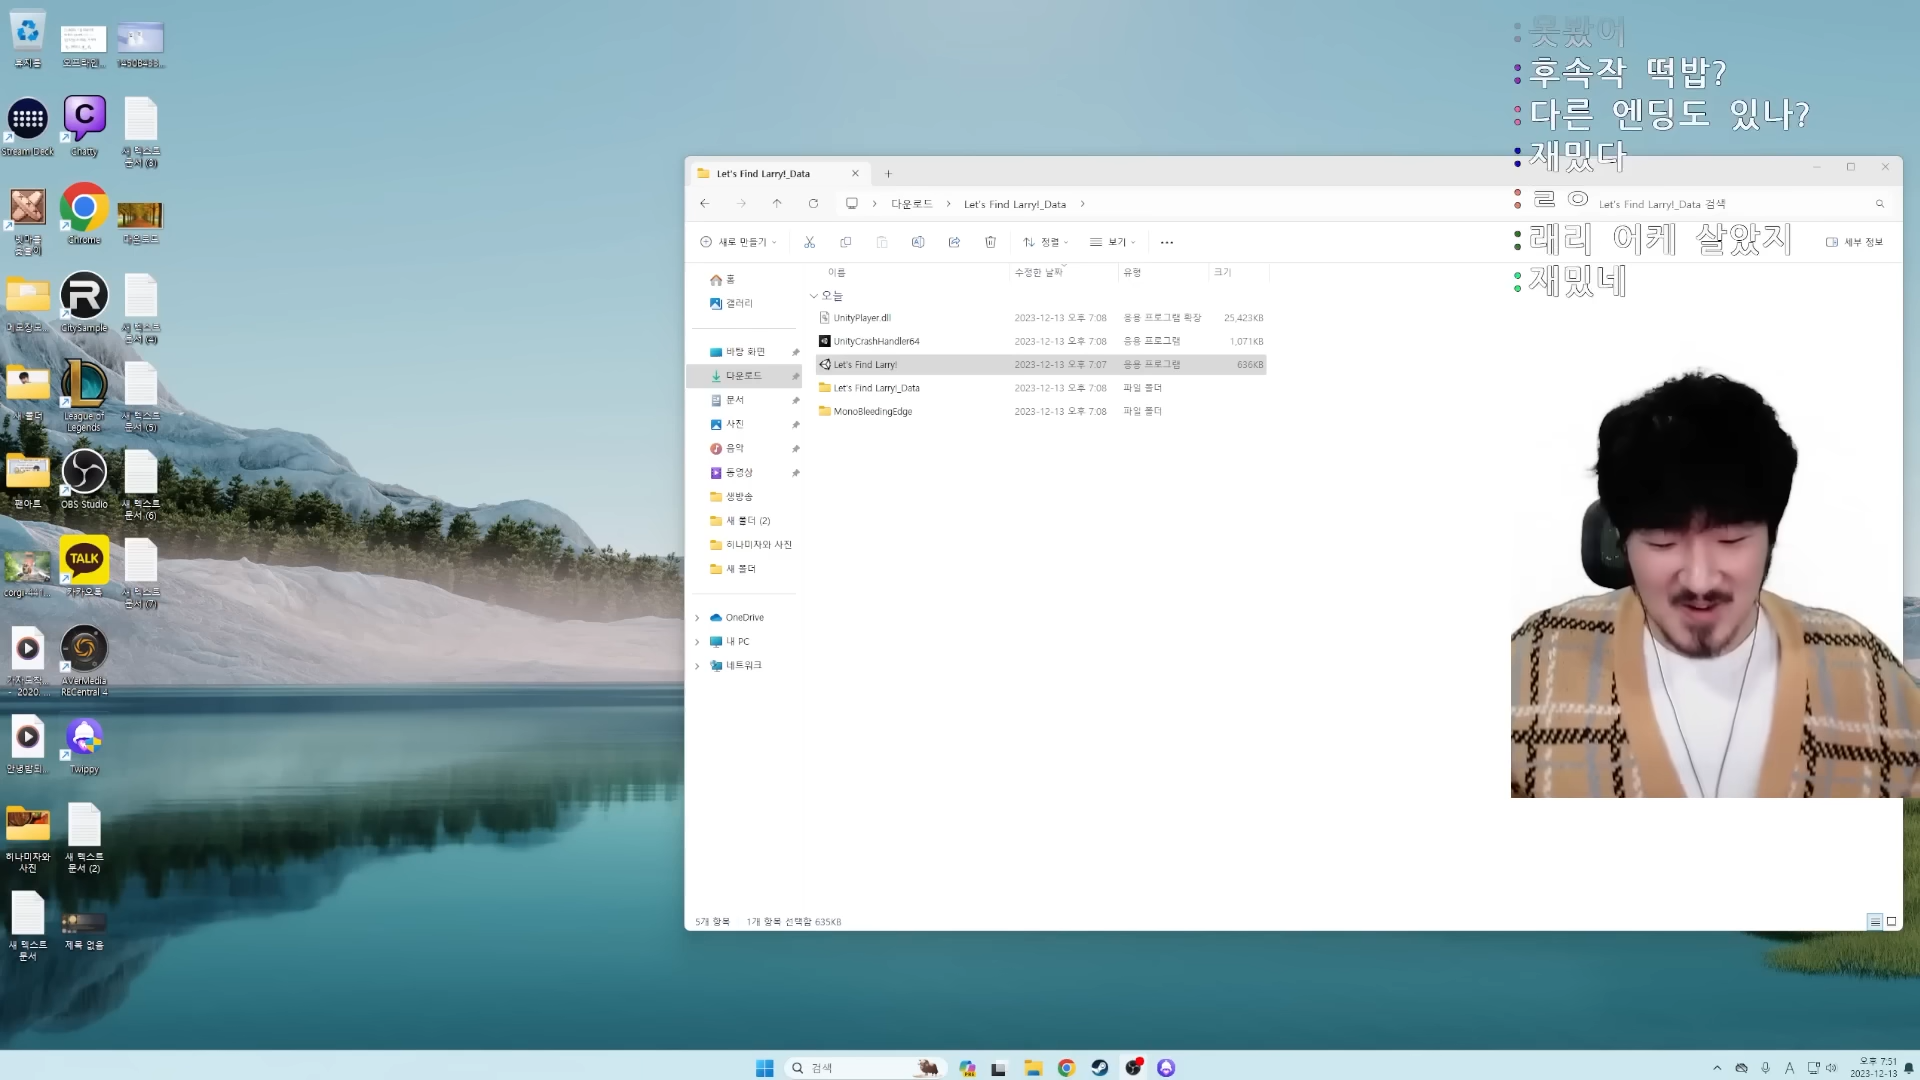 못봤어
후속작 떡밥?
다른 엔딩도 있나?
재밌다
ㄹㅇ
래리 어케 살았지
재밌네
휴지통
Stream Deck
Chatty
새 텍스트
문서 (3)
Chrome
다운로드
CitySample
새 텍스트
문서 (4)
새 폴더
League of
Legends
새 텍스트
문서 (5)
팬아트
OBS Studio
새 텍스트
문서 (6)
TALK
카카오톡
새 텍스트
문서 (7)
- 2020. ...
AVerMedia
RECentral 4
Twippy
히나미자와
사진
새 텍스트
문서 (2)
새 텍스트
문서
제목 없음
Let's Find Larry!_Data
다운로드
Let's Find Larry!_Data
Let's Find Larry!_Data 검색
새로 만들기
정렬
보기
세부 정보
홈
갤러리
바탕 화면
다운로드
문서
사진
음악
동영상
생방송
새 폴더 (2)
히나미자와 사진
새 폴더
OneDrive
내 PC
네트워크
이름 수정한 날짜 유형 크기
오늘
UnityPlayer.dll 2023-12-13 오후 7:08 응용 프로그램 확장 25,423KB
UnityCrashHandler64 2023-12-13 오후 7:08 응용 프로그램 1,071KB
Let's Find Larry! 2023-12-13 오후 7:07 응용 프로그램 636KB
Let's Find Larry!_Data 2023-12-13 오후 7:08 파일 폴더
MonoBleedingEdge 2023-12-13 오후 7:08 파일 폴더
5개 항목 1개 항목 선택함 635KB
검색
A
오후 7:51
2023-12-13